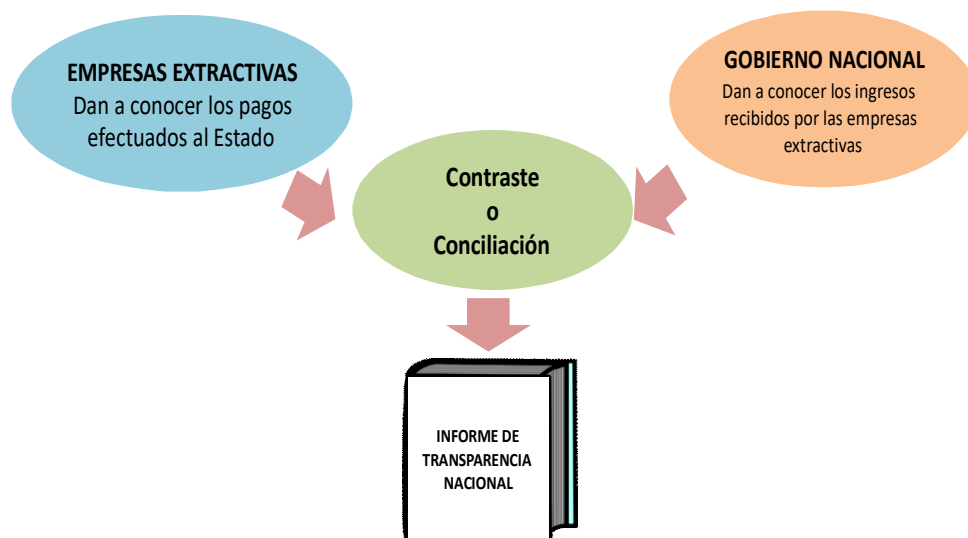 EMPRESAS EXTRACTIVAS
Dan a conocer los pagos
efectuados al Estado
GOBIERNO NACIONAL
Dan a conocer los ingresos
recibidos por las empresas
extractivas
Contraste
o
Conciliación
INFORME DE
TRANSPARENCIA
NACIONAL